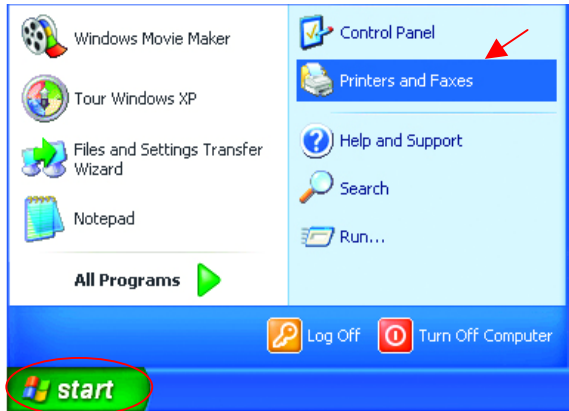 Windows Movie Maker
Tour Windows XP
Files and Settings Transfer
Wizard
Notepad
All Programs
Control Panel
Printers and Faxes
Help and Support
Search
Run...
Log Off
Turn Off Computer
start